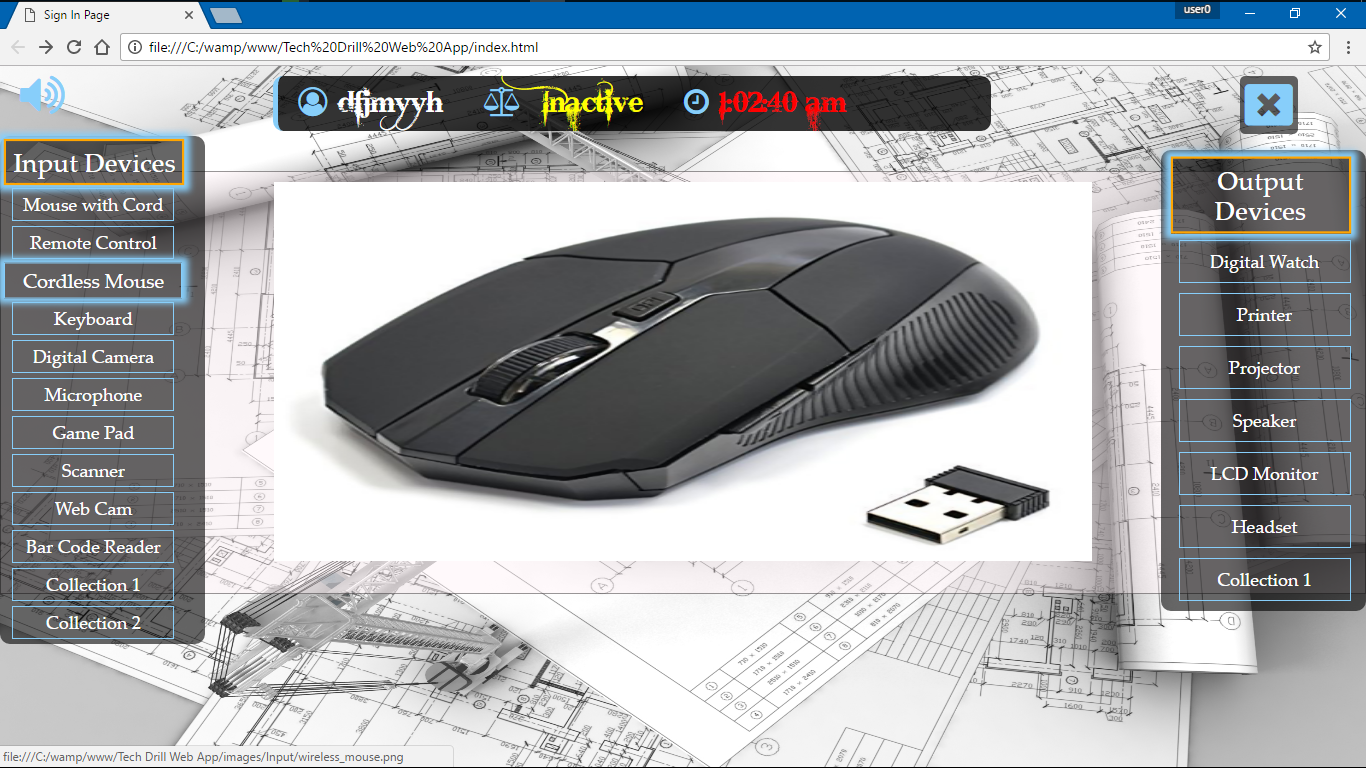 Sign In Page
user0
file:///C:/wamp/www/Tech%20Drill%20Web%20App/index.html
dfjmyyh
Inactive
1:02:40 am
Input Devices
Mouse with Cord
Remote Control
Cordless Mouse
Keyboard
Digital Camera
Microphone
Game Pad
Scanner
Web Cam
Bar Code Reader
Collection 1
Collection 2
Output
Devices
Digital Watch
Printer
Projector
Speaker
LCD Monitor
Headset
Collection 1
file:///C:/wamp/www/Tech Drill Web App/images/Input/wireless_mouse.png